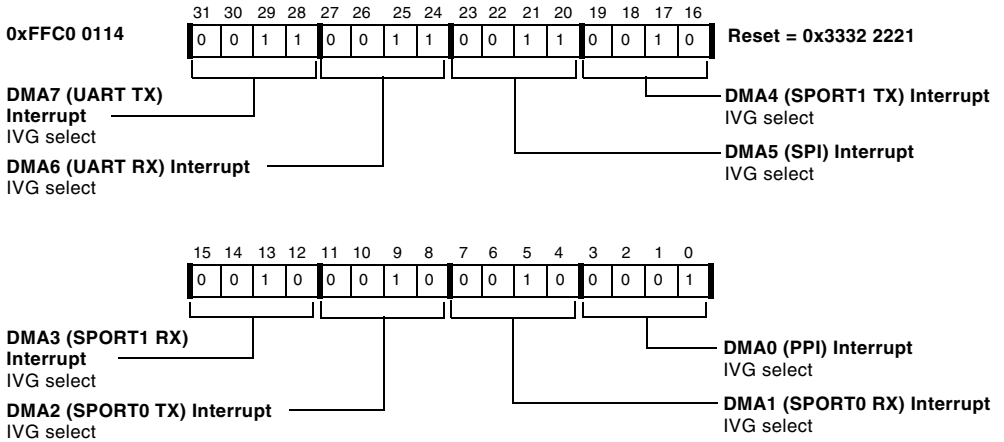 31 30 29 28 27 26 25 24 23 22 21 20 19 18 17 16
0xFFC0 0114
0 0 1 1 0 0 1 1 0 0 1 1 0 0 1 0
Reset = 0x3332 2221
DMA7 (UART TX)
Interrupt
IVG select
DMA6 (UART RX) Interrupt
IVG select
DMA4 (SPORT1 TX) Interrupt
IVG select
DMA5 (SPI) Interrupt
IVG select
15 14 13 12 11 10 9 8 7 6 5 4 3 2 1 0
0 0 1 0 0 0 1 0 0 0 1 0 0 0 0 1
DMA3 (SPORT1 RX)
Interrupt
IVG select
DMA2 (SPORT0 TX) Interrupt
IVG select
DMA0 (PPI) Interrupt
IVG select
DMA1 (SPORT0 RX) Interrupt
IVG select